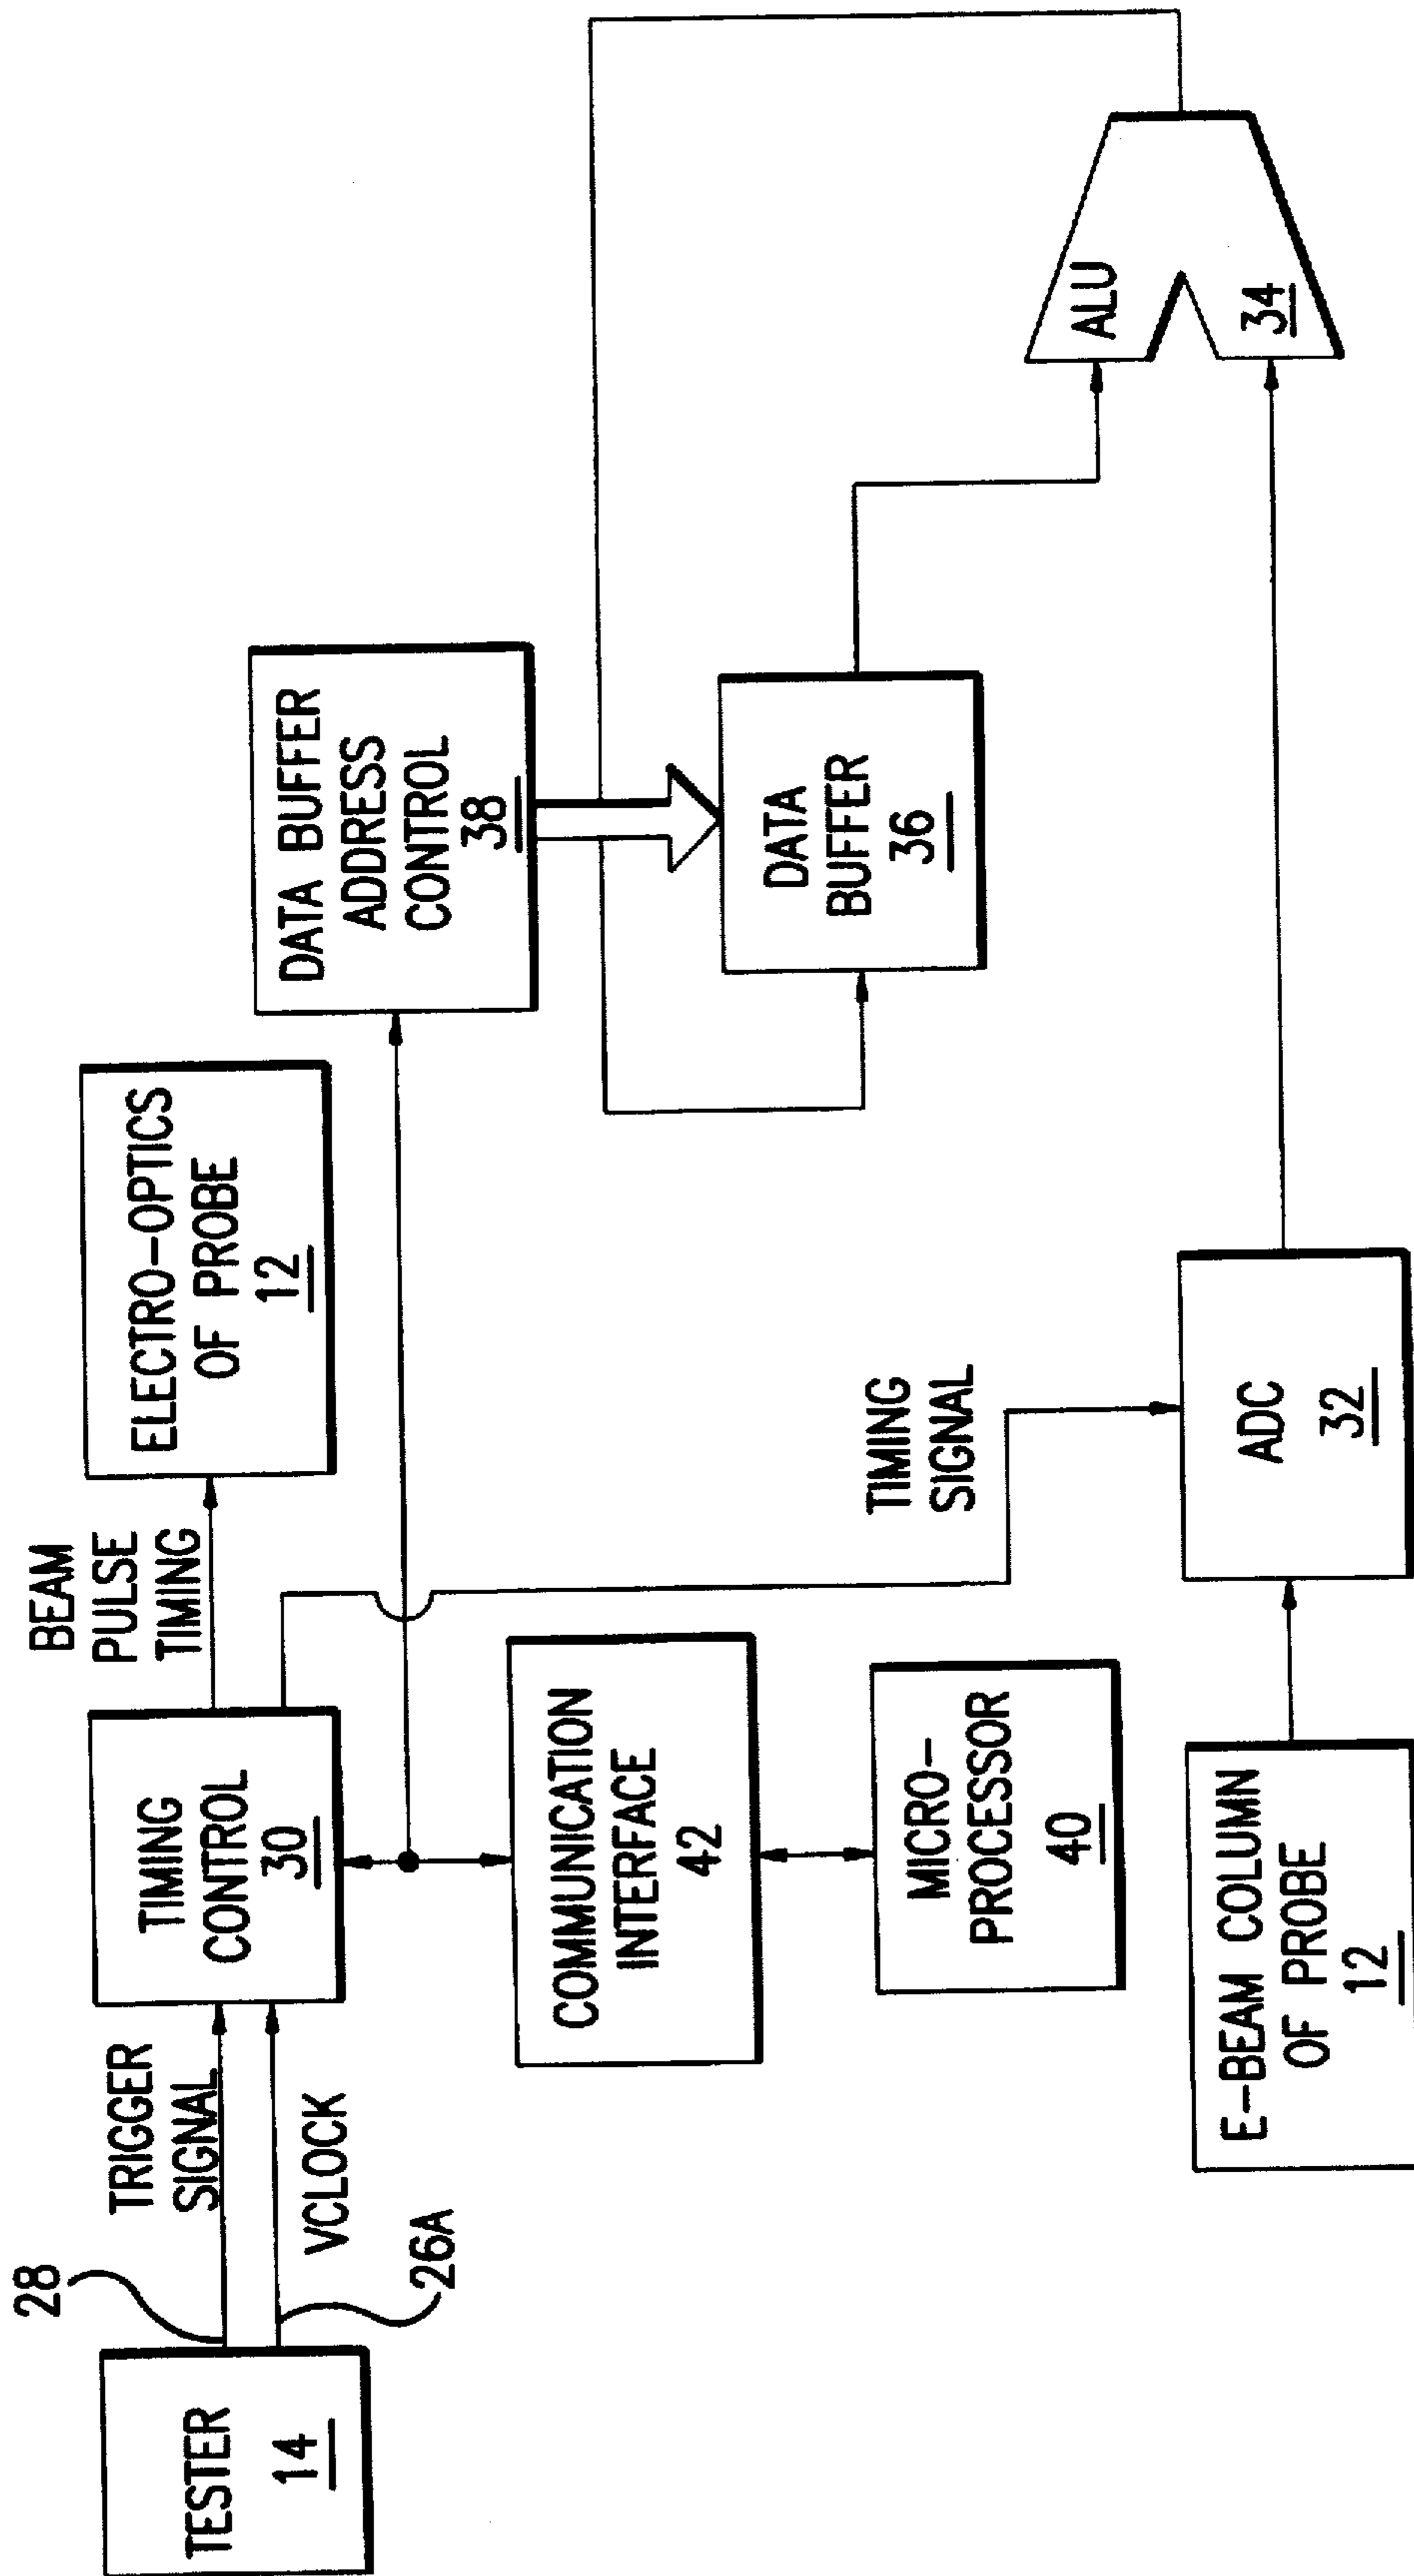 28
TESTER
14
TRIGGER
SIGNAL
VCLOCK
26A
TIMING
CONTROL
30
BEAM
PULSE
TIMING
ELECTRO-OPTICS
OF PROBE
12
DATA BUFFER
ADDRESS
CONTROL
38
COMMUNICATION
INTERFACE
42
MICRO-
PROCESSOR
40
DATA
BUFFER
36
TIMING
SIGNAL
E-BEAM COLUMN
OF PROBE
12
ADC
32
ALU
34